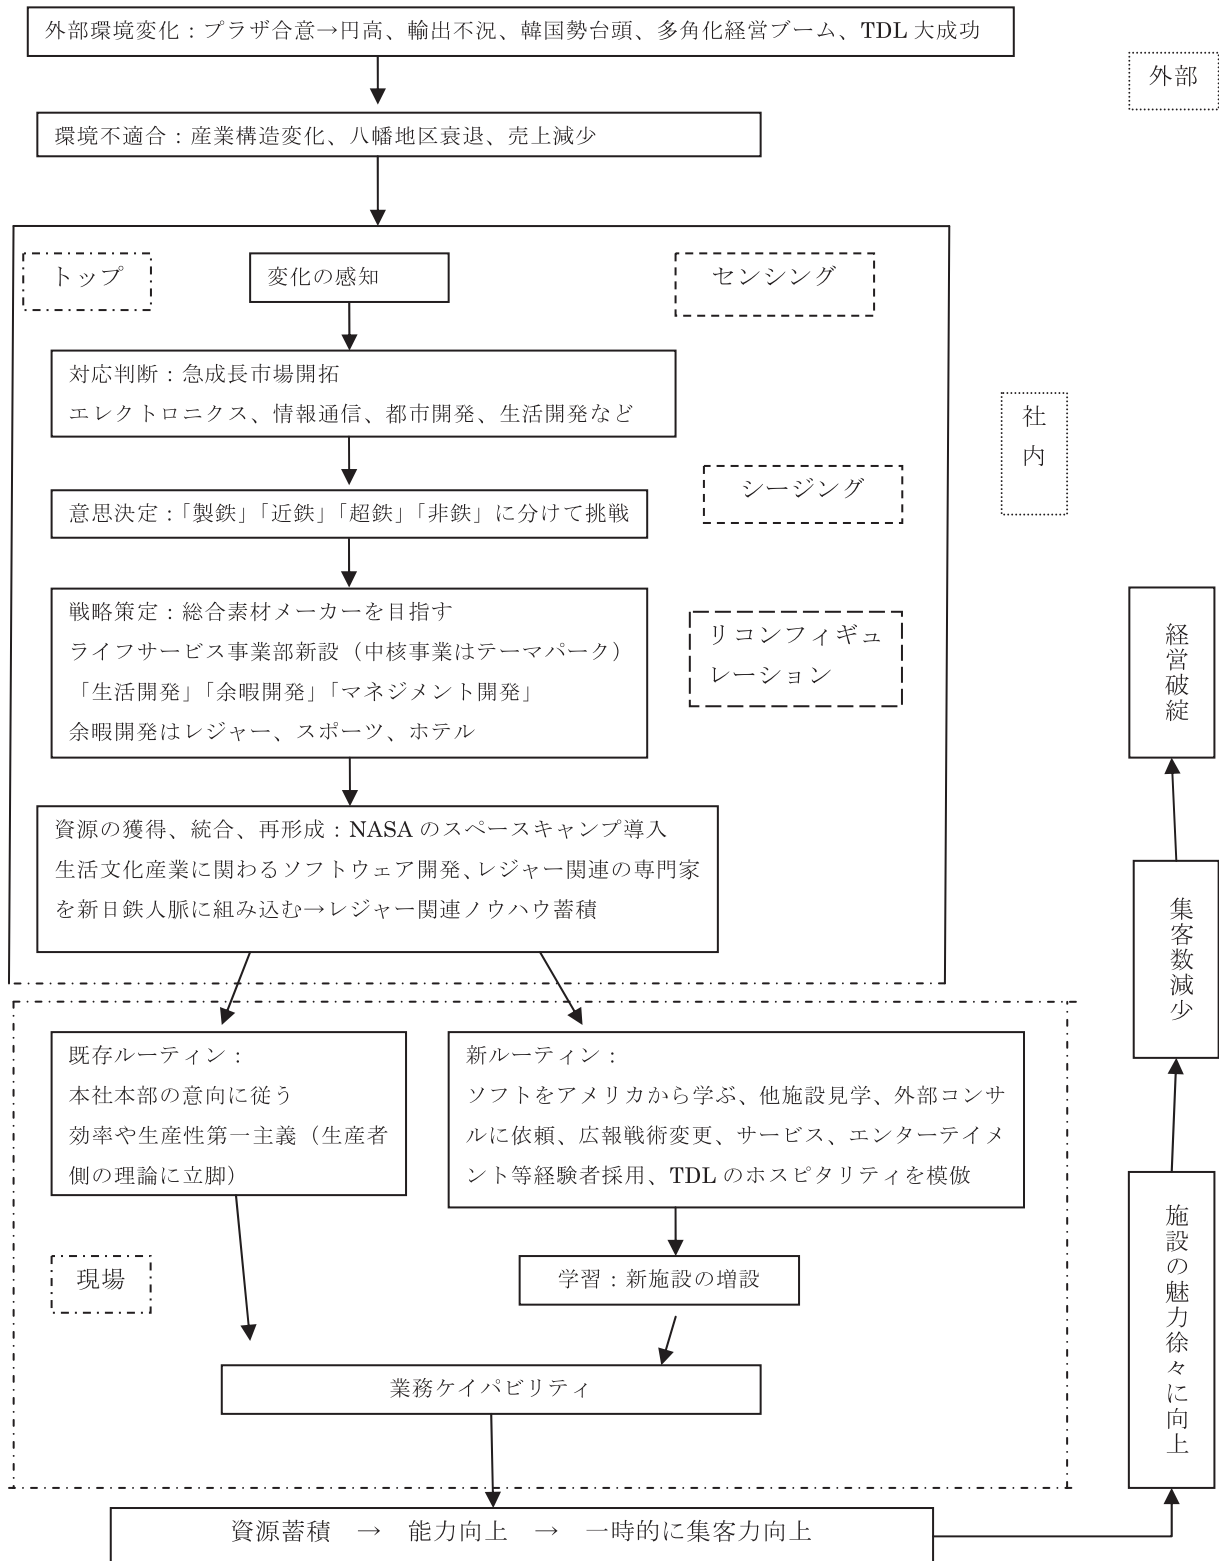 外部環境変化：プラザ合意→円高、輸出不況、韓国勢台頭、多角化経営ブーム、TDL 大成功
外部
環境不適合：産業構造変化、八幡地区衰退、売上減少
トップ
変化の感知
センシング
対応判断：急成長市場開拓
エレクトロニクス、情報通信、都市開発、生活開発など
社
内
シージング
意思決定：「製鉄」「近鉄」「超鉄」「非鉄」に分けて挑戦
戦略策定：総合素材メーカーを目指す
ライフサービス事業部新設（中核事業はテーマパーク）
「生活開発」「余暇開発」「マネジメント開発」
余暇開発はレジャー、スポーツ、ホテル
リコンフィギュ
レーション
資源の獲得、統合、再形成：NASA のスペースキャンプ導入
生活文化産業に関わるソフトウェア開発、レジャー関連の専門家
を新日鉄人脈に組み込む→レジャー関連ノウハウ蓄積
既存ルーティン：
本社本部の意向に従う
効率や生産性第一主義（生産者
側の理論に立脚）
新ルーティン：
ソフトをアメリカから学ぶ、他施設見学、外部コンサ
ルに依頼、広報戦術変更、サービス、エンターテイメ
ント等経験者採用、TDL のホスピタリティを模倣
現場
学習：新施設の増設
業務ケイパビリティ
資源蓄積　→　能力向上　→　一時的に集客力向上
施設の魅力徐々に向上
集客数減少
経営破綻